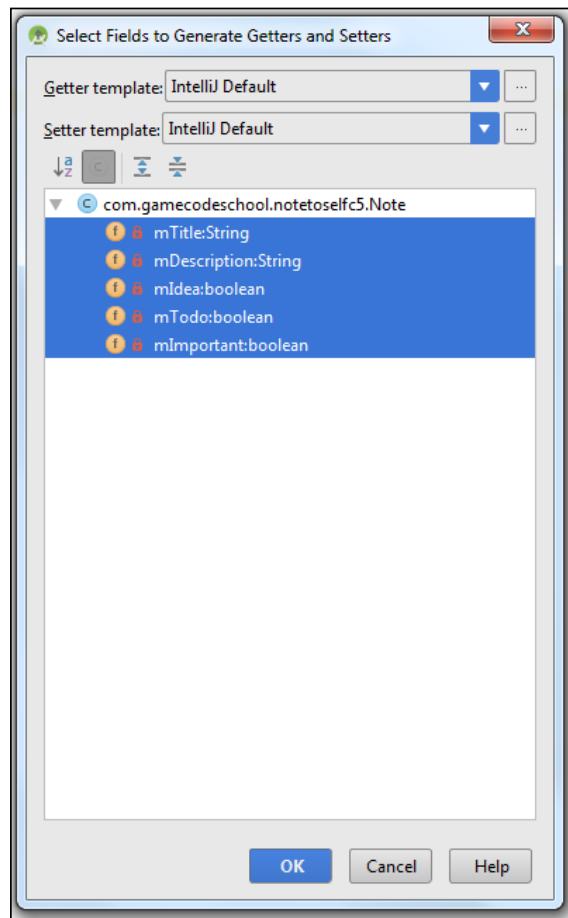 Select Fields to Generate Getters and Setters
Getter template: IntelliJ Default ...
Setter template: IntelliJ Default ...
com.gamecodeschool.notetoselfc5.Note
mTitle:String
mDescription:String
mIdea:boolean
mTodo:boolean
mImportant:boolean
OK Cancel Help